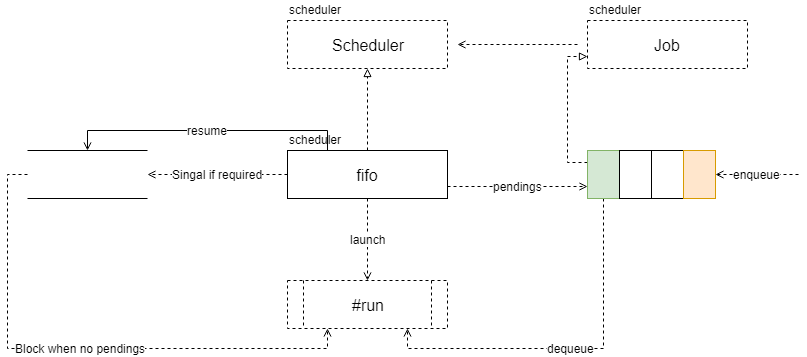 scheduler
scheduler
Scheduler
Job
resume
scheduler
Singal if required
fifo
pendings
enqueue
launch
#run
Block when no pendings
dequeue